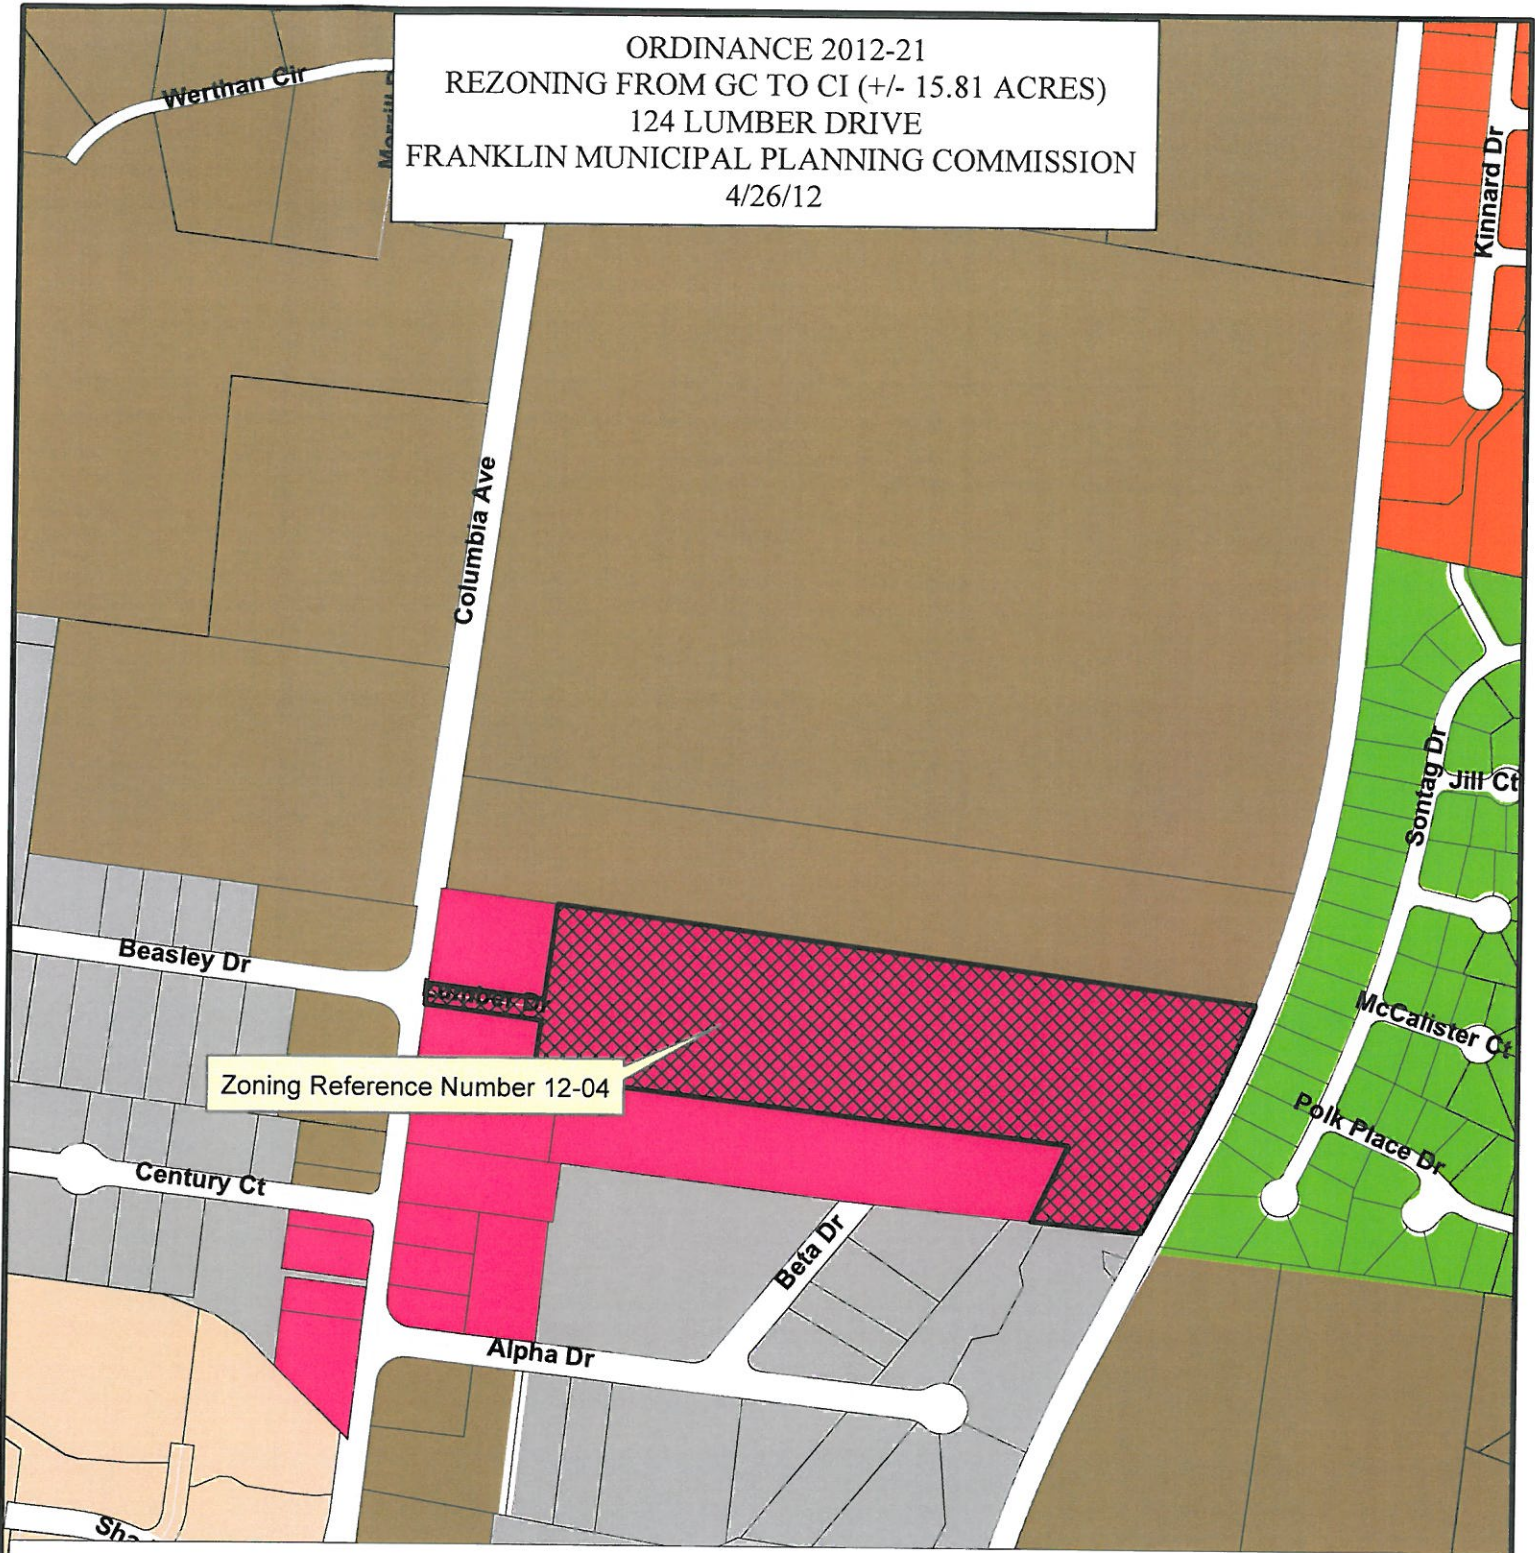 ORDINANCE 2012-21
REZONING FROM GC TO CI (+/- 15.81 ACRES)
124 LUMBER DRIVE
FRANKLIN MUNICIPAL PLANNING COMMISSION
4/26/12
Werthan Cir
Kinnard Dr
Columbia Ave
Sontag Dr
Jill Ct
Beasley Dr
Lumber Dr
McCalister Ct
Zoning Reference Number 12-04
Polk Place Dr
Century Ct
Beta Dr
Alpha Dr